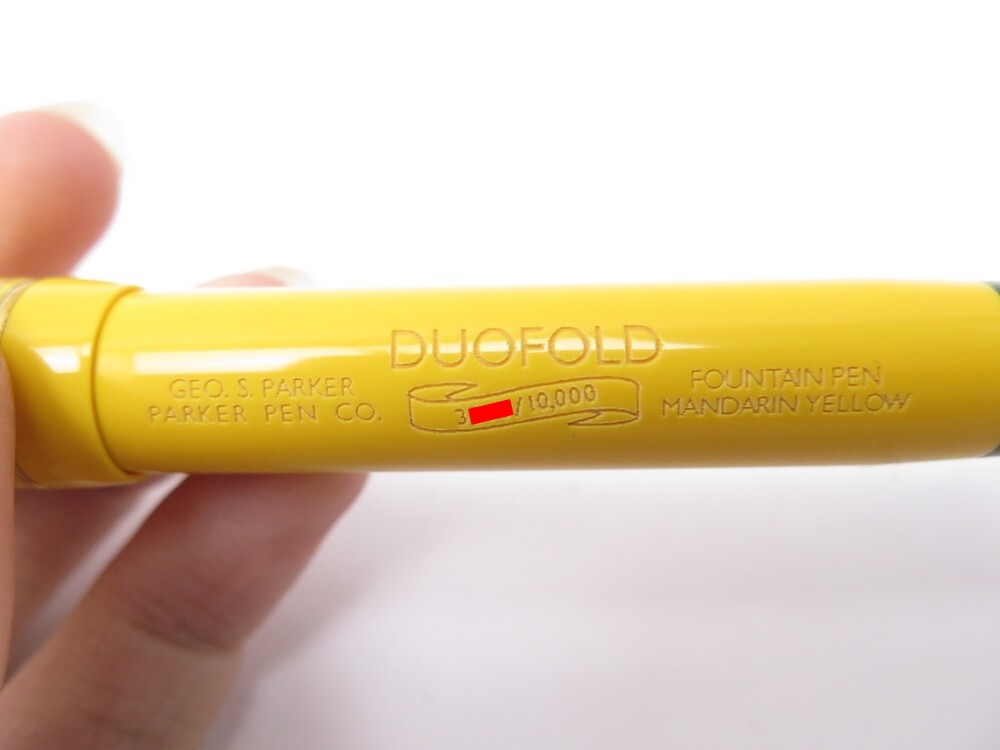 DUOFOLD
GEO. S. PARKER
PARKER PEN CO.
3 /10,000
FOUNTAIN PEN
MANDARIN YELLOW